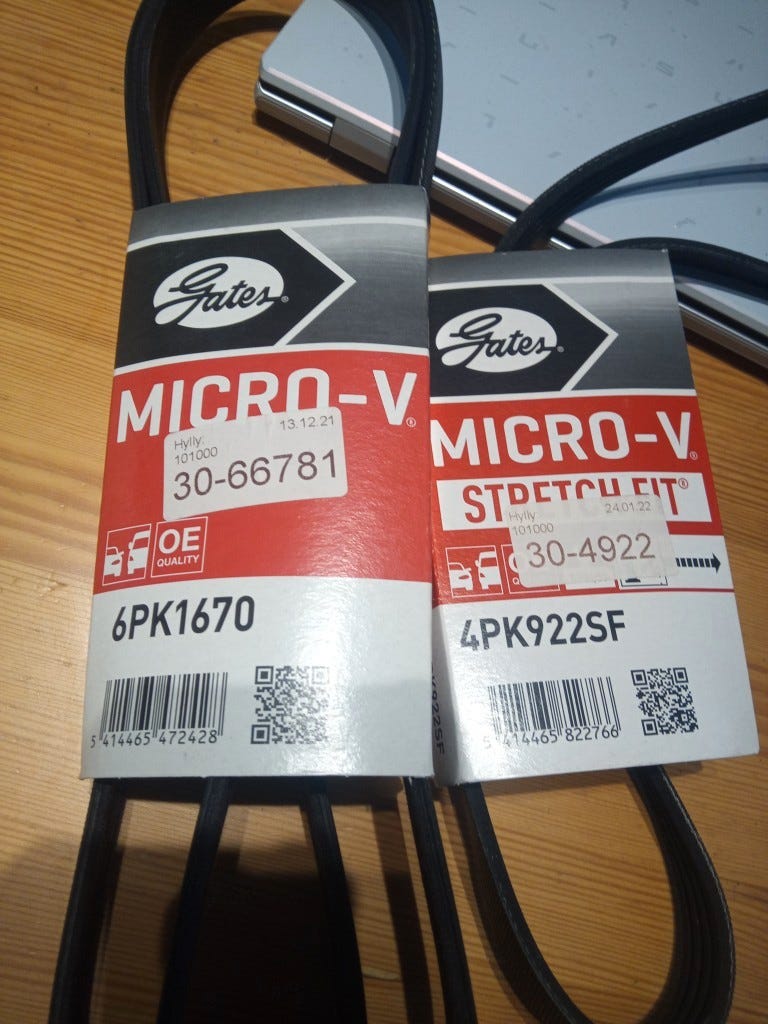 Gates®
MICRO-V®
13.12.21
Hylly:
101000
30-66781
OE
QUALITY
6PK1670
5 414465 472428
Gates®
MICRO-V®
STRETCH FIT®
24.01.22
Hylly:
101000
30-4922
4PK922SF
5 414465 822766